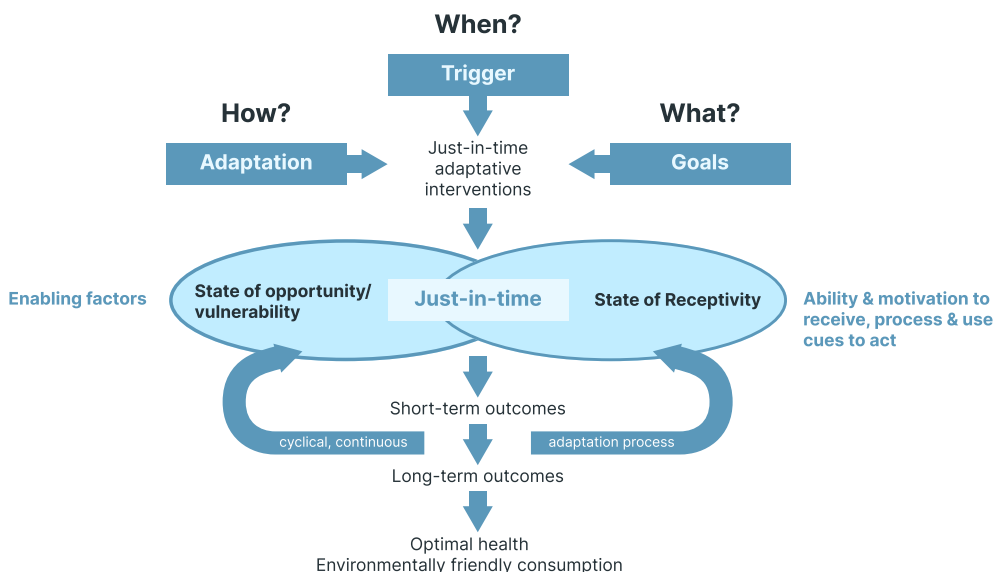 When?
Trigger
How?
What?
Adaptation
Goals
Just-in-time
adaptative
interventions
Enabling factors
State of opportunity/
vulnerability
Just-in-time
State of Receptivity
Ability & motivation to
receive, process & use
cues to act
Short-term outcomes
cyclical, continuous
adaptation process
Long-term outcomes
Optimal health
Environmentally friendly consumption